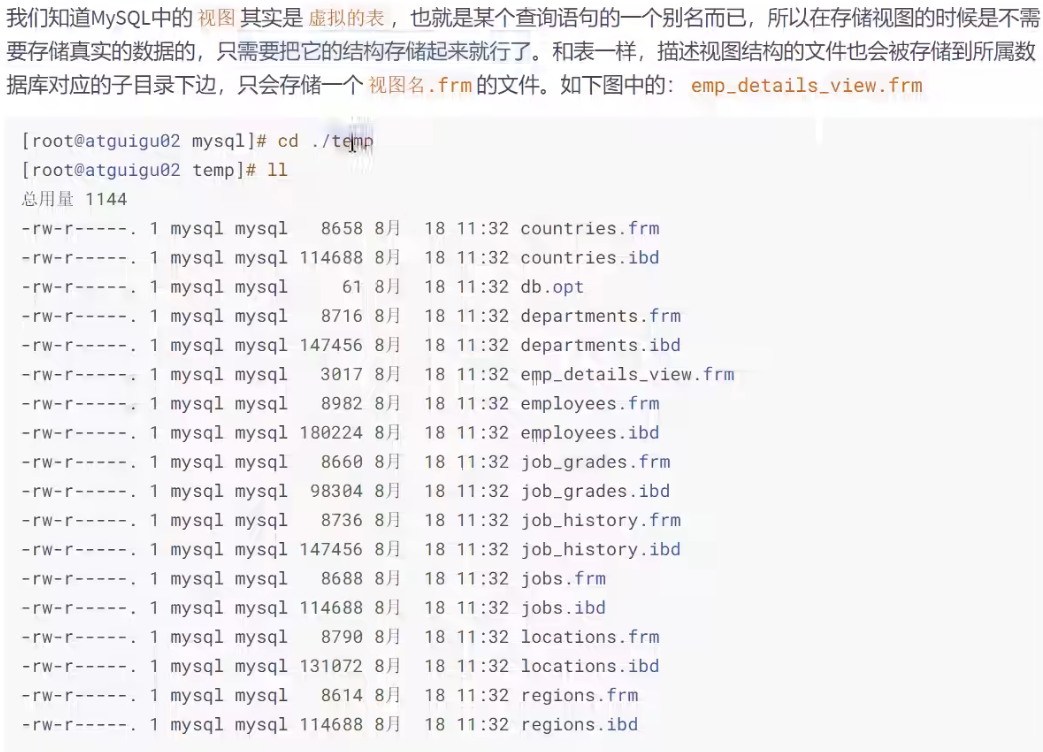 我们知道MySQL中的 视图 其实是 虚拟的表 ，也就是某个查询语句的一个别名而已，所以在存储视图的时候是不需
要存储真实的数据的，只需要把它的结构存储起来就行了。和表一样，描述视图结构的文件也会被存储到所属数
据库对应的子目录下边，只会存储一个 视图名.frm 的文件。如下图中的： emp_details_view.frm
[root@atguigu02 mysql]# cd ./temp
[root@atguigu02 temp]# ll
总用量 1144
-rw-r-----. 1 mysql mysql   8658 8月  18 11:32 countries.frm
-rw-r-----. 1 mysql mysql 114688 8月  18 11:32 countries.ibd
-rw-r-----. 1 mysql mysql     61 8月  18 11:32 db.opt
-rw-r-----. 1 mysql mysql   8716 8月  18 11:32 departments.frm
-rw-r-----. 1 mysql mysql 147456 8月  18 11:32 departments.ibd
-rw-r-----. 1 mysql mysql   3017 8月  18 11:32 emp_details_view.frm
-rw-r-----. 1 mysql mysql   8982 8月  18 11:32 employees.frm
-rw-r-----. 1 mysql mysql 180224 8月  18 11:32 employees.ibd
-rw-r-----. 1 mysql mysql   8660 8月  18 11:32 job_grades.frm
-rw-r-----. 1 mysql mysql  98304 8月  18 11:32 job_grades.ibd
-rw-r-----. 1 mysql mysql   8736 8月  18 11:32 job_history.frm
-rw-r-----. 1 mysql mysql 147456 8月  18 11:32 job_history.ibd
-rw-r-----. 1 mysql mysql   8688 8月  18 11:32 jobs.frm
-rw-r-----. 1 mysql mysql 114688 8月  18 11:32 jobs.ibd
-rw-r-----. 1 mysql mysql   8790 8月  18 11:32 locations.frm
-rw-r-----. 1 mysql mysql 131072 8月  18 11:32 locations.ibd
-rw-r-----. 1 mysql mysql   8614 8月  18 11:32 regions.frm
-rw-r-----. 1 mysql mysql 114688 8月  18 11:32 regions.ibd